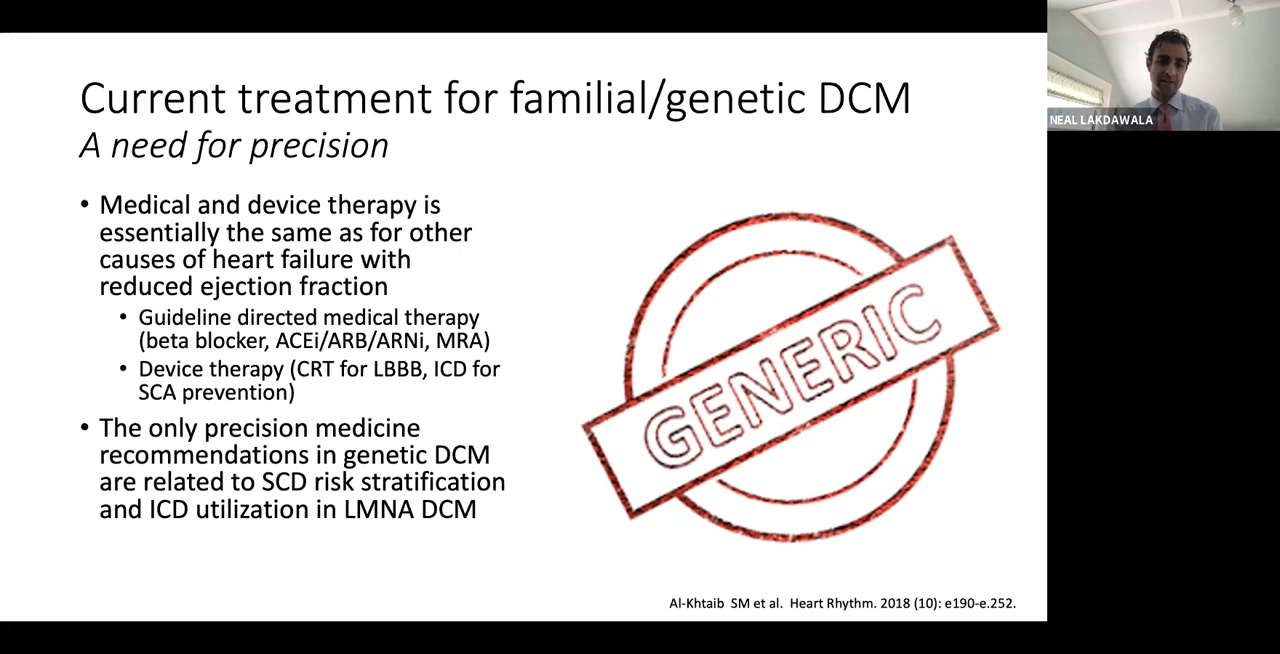 Current treatment for familial/genetic DCM
A need for precision
• Medical and device therapy is
essentially the same as for other
causes of heart failure with
reduced ejection fraction
• Guideline directed medical therapy
(beta blocker, ACEi/ARB/ARNi, MRA)
• Device therapy (CRT for LBBB, ICD for
SCA prevention)
• The only precision medicine
recommendations in genetic DCM
are related to SCD risk stratification
and ICD utilization in LMNA DCM
GENERIC
Al-Khtaib SM et al. Heart Rhythm. 2018 (10): e190-e.252.
NEAL LAKDAWALA